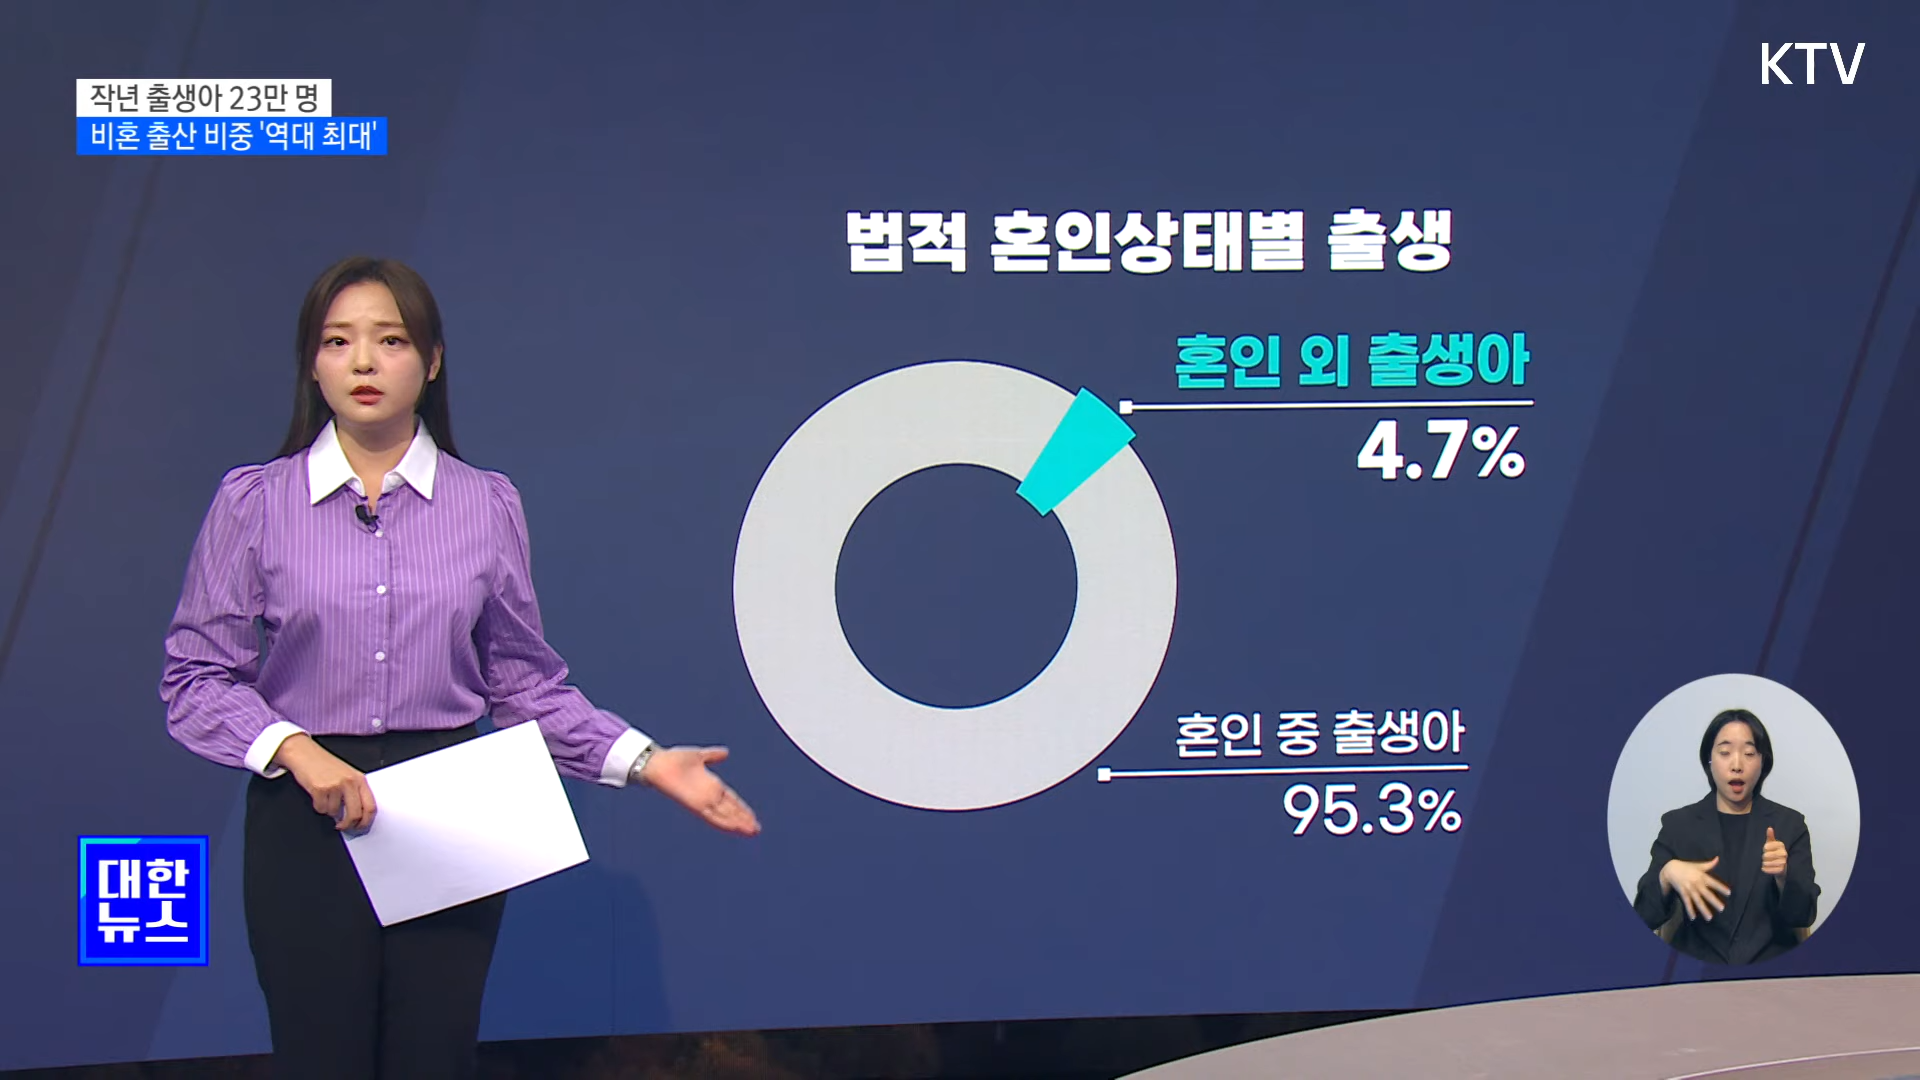 KTV
작년 출생아 23만 명
비혼 출산 비중 '역대 최대'
법적 혼인상태별 출생
혼인 외 출생아
4.7%
혼인 중 출생아
95.3%
대한
뉴스